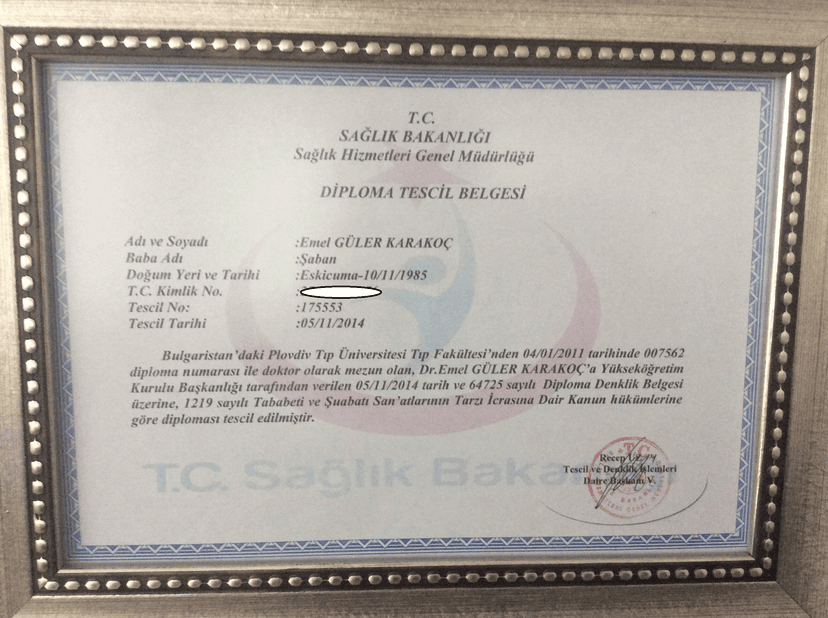 T.C.
SAĞLIK BAKANLIĞI
Sağlık Hizmetleri Genel Müdürlüğü
DİPLOMA TESCİL BELGESİ
Adı ve Soyadı :Emel GÜLER KARAKOÇ
Baba Adı :Şaban
Doğum Yeri ve Tarihi :Eskicuma-10/11/1985
T.C. Kimlik No. :
Tescil No: :175553
Tescil Tarihi :05/11/2014
Bulgaristan'daki Plovdiv Tıp Üniversitesi Tıp Fakültesi'nden 04/01/2011 tarihinde 007562
diploma numarası ile doktor olarak mezun olan, Dr.Emel GÜLER KARAKOÇ'a Yükseköğretim
Kurulu Başkanlığı tarafından verilen 05/11/2014 tarih ve 64725 sayılı Diploma Denklik Belgesi
üzerine, 1219 sayılı Tababeti ve Şuabatı San'atlarının Tarzı İcrasına Dair Kanun hükümlerine
göre diploması tescil edilmiştir.
T.C. Sağlık
T.C.
Recep
Tescil ve Denklik İşlemleri
Daire Başkanı V.